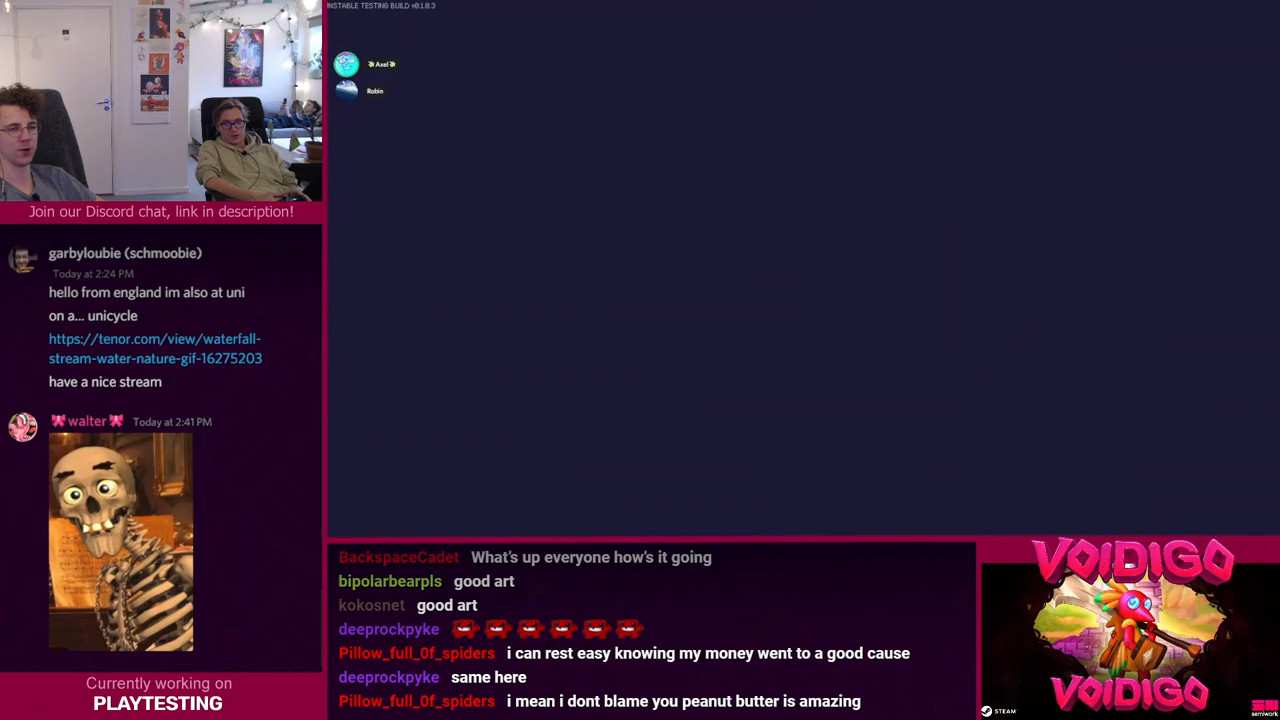 UNSTABLE TESTING BUILD v0.1.0.3
Axel
Robin
Join our Discord chat, link in description!
garbyloubie (schmoobie)
Today at 2:24 PM
hello from england im also at uni
on a... unicycle
https://tenor.com/view/waterfall-
stream-water-nature-gif-16275203
have a nice stream
walter Today at 2:41 PM
Currently working on
PLAYTESTING
BackspaceCadet What's up everyone how's it going
bipolarbearpls good art
kokosnet good art
deeprockpyke
Pillow_full_0f_spiders i can rest easy knowing my money went to a good cause
deeprockpyke same here
Pillow_full_0f_spiders i mean i dont blame you peanut butter is amazing
VOIDIGO
VOIDIGO
STEAM
semiwork